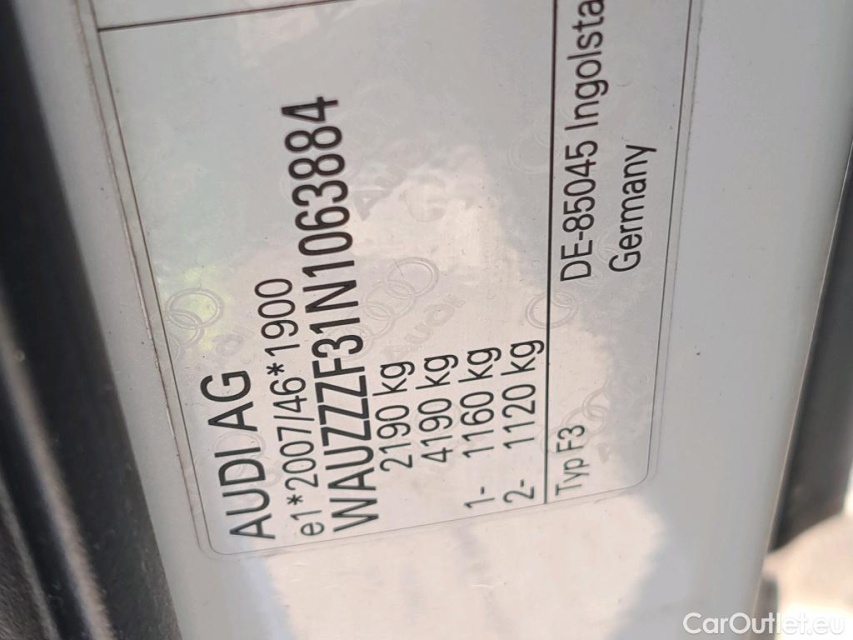 AUDI AG
e1*2007/46*1900
WAUZZZF31N1063884
2190 kg
4190 kg
1- 1160 kg
2- 1120 kg
Typ F3
DE-85045 Ingolsta
Germany
AUDI
CarOutlet.eu